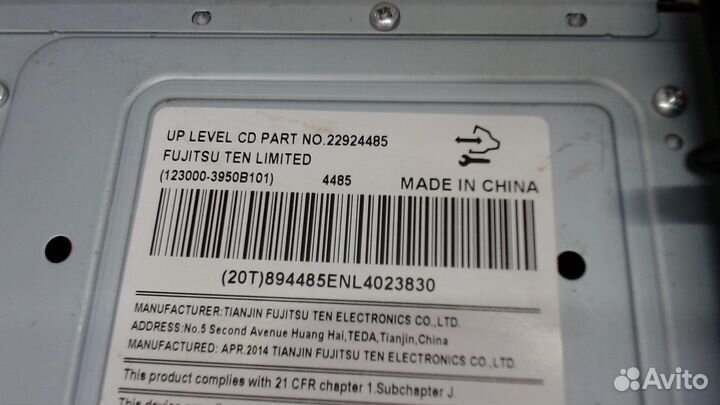 UP LEVEL CD PART NO.22924485
FUJITSU TEN LIMITED
(123000-3950B101) 4485 MADE IN CHINA
(20T)894485ENL4023830
MANUFACTURER:TIANJIN FUJITSU TEN ELECTRONICS CO.,LTD.
ADDRESS:No.5 Second Avenue Huang Hai,TEDA,Tianjin,China
MANUFACTURED: APR.2014 TIANJIN FUJITSU TEN ELECTRONICS CO.,LTD.
This product complies with 21 CFR chapter 1.Subchapter J.
This
Avito